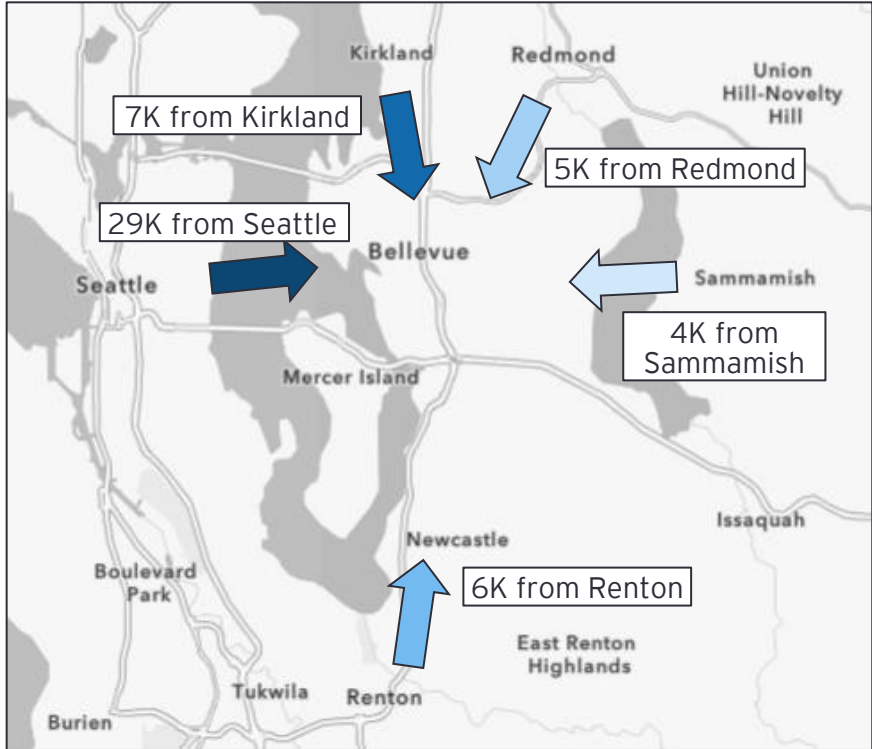 Kirkland
Redmond
Union
Hill-Novelty
Hill
7K from Kirkland
5K from Redmond
29K from Seattle
Bellevue
Seattle
Sammamish
4K from
Sammamish
Mercer Island
Issaquah
Newcastle
Boulevard
Park
6K from Renton
East Renton
Highlands
Tukwila
Renton
Burien